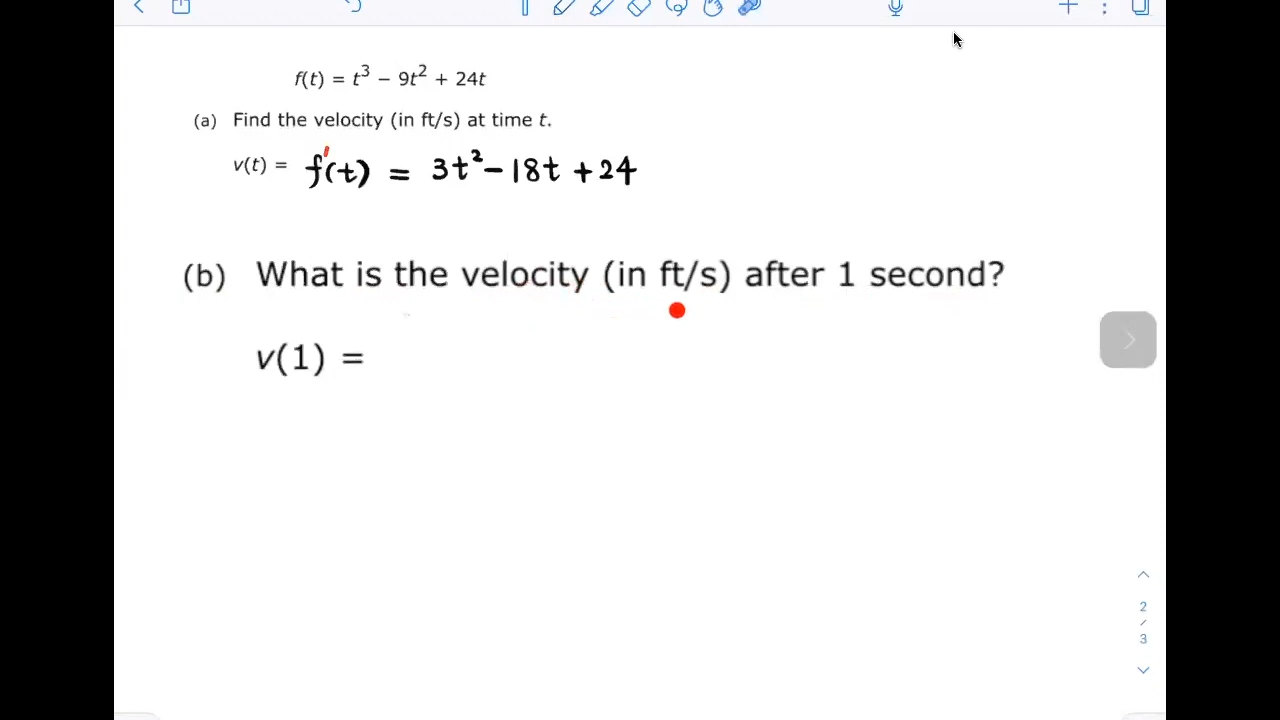 f(t) = t³ − 9t² + 24t
(a) Find the velocity (in ft/s) at time t.
v(t) = f'(t) = 3t² − 18t + 24
(b) What is the velocity (in ft/s) after 1 second?
v(1) =
2
/
3